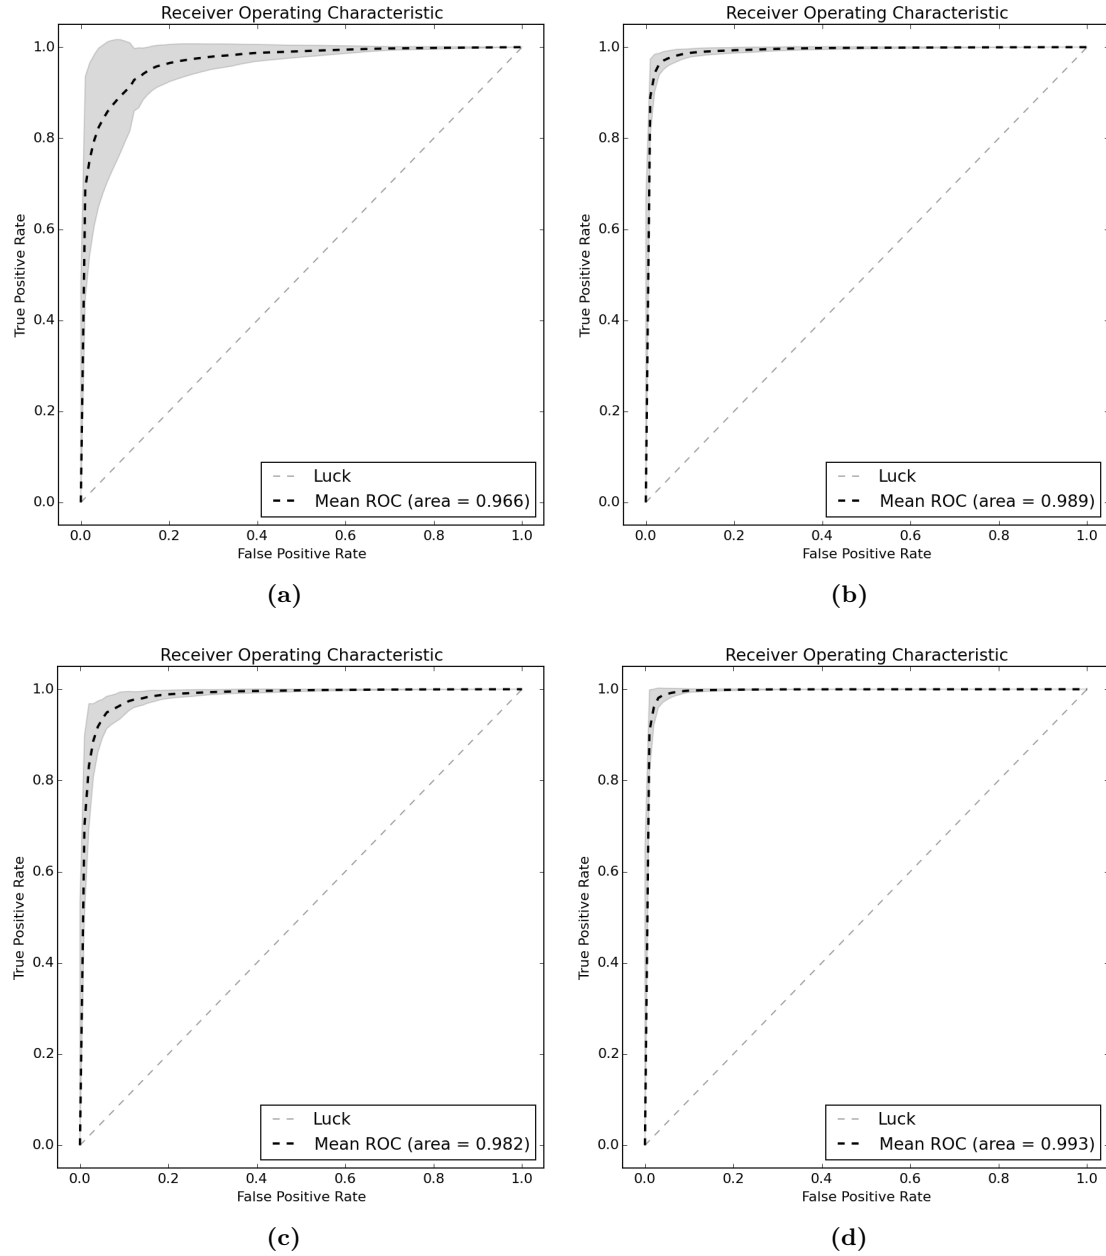 Receiver Operating Characteristic
1.0
0.8
0.6
0.4
0.2
0.0
True Positive Rate
Luck
Mean ROC (area = 0.966)
0.0 0.2 0.4 0.6 0.8 1.0
False Positive Rate
(a)
Receiver Operating Characteristic
1.0
0.8
0.6
0.4
0.2
0.0
True Positive Rate
Luck
Mean ROC (area = 0.989)
0.0 0.2 0.4 0.6 0.8 1.0
False Positive Rate
(b)
Receiver Operating Characteristic
1.0
0.8
0.6
0.4
0.2
0.0
True Positive Rate
Luck
Mean ROC (area = 0.982)
0.0 0.2 0.4 0.6 0.8 1.0
False Positive Rate
(c)
Receiver Operating Characteristic
1.0
0.8
0.6
0.4
0.2
0.0
True Positive Rate
Luck
Mean ROC (area = 0.993)
0.0 0.2 0.4 0.6 0.8 1.0
False Positive Rate
(d)